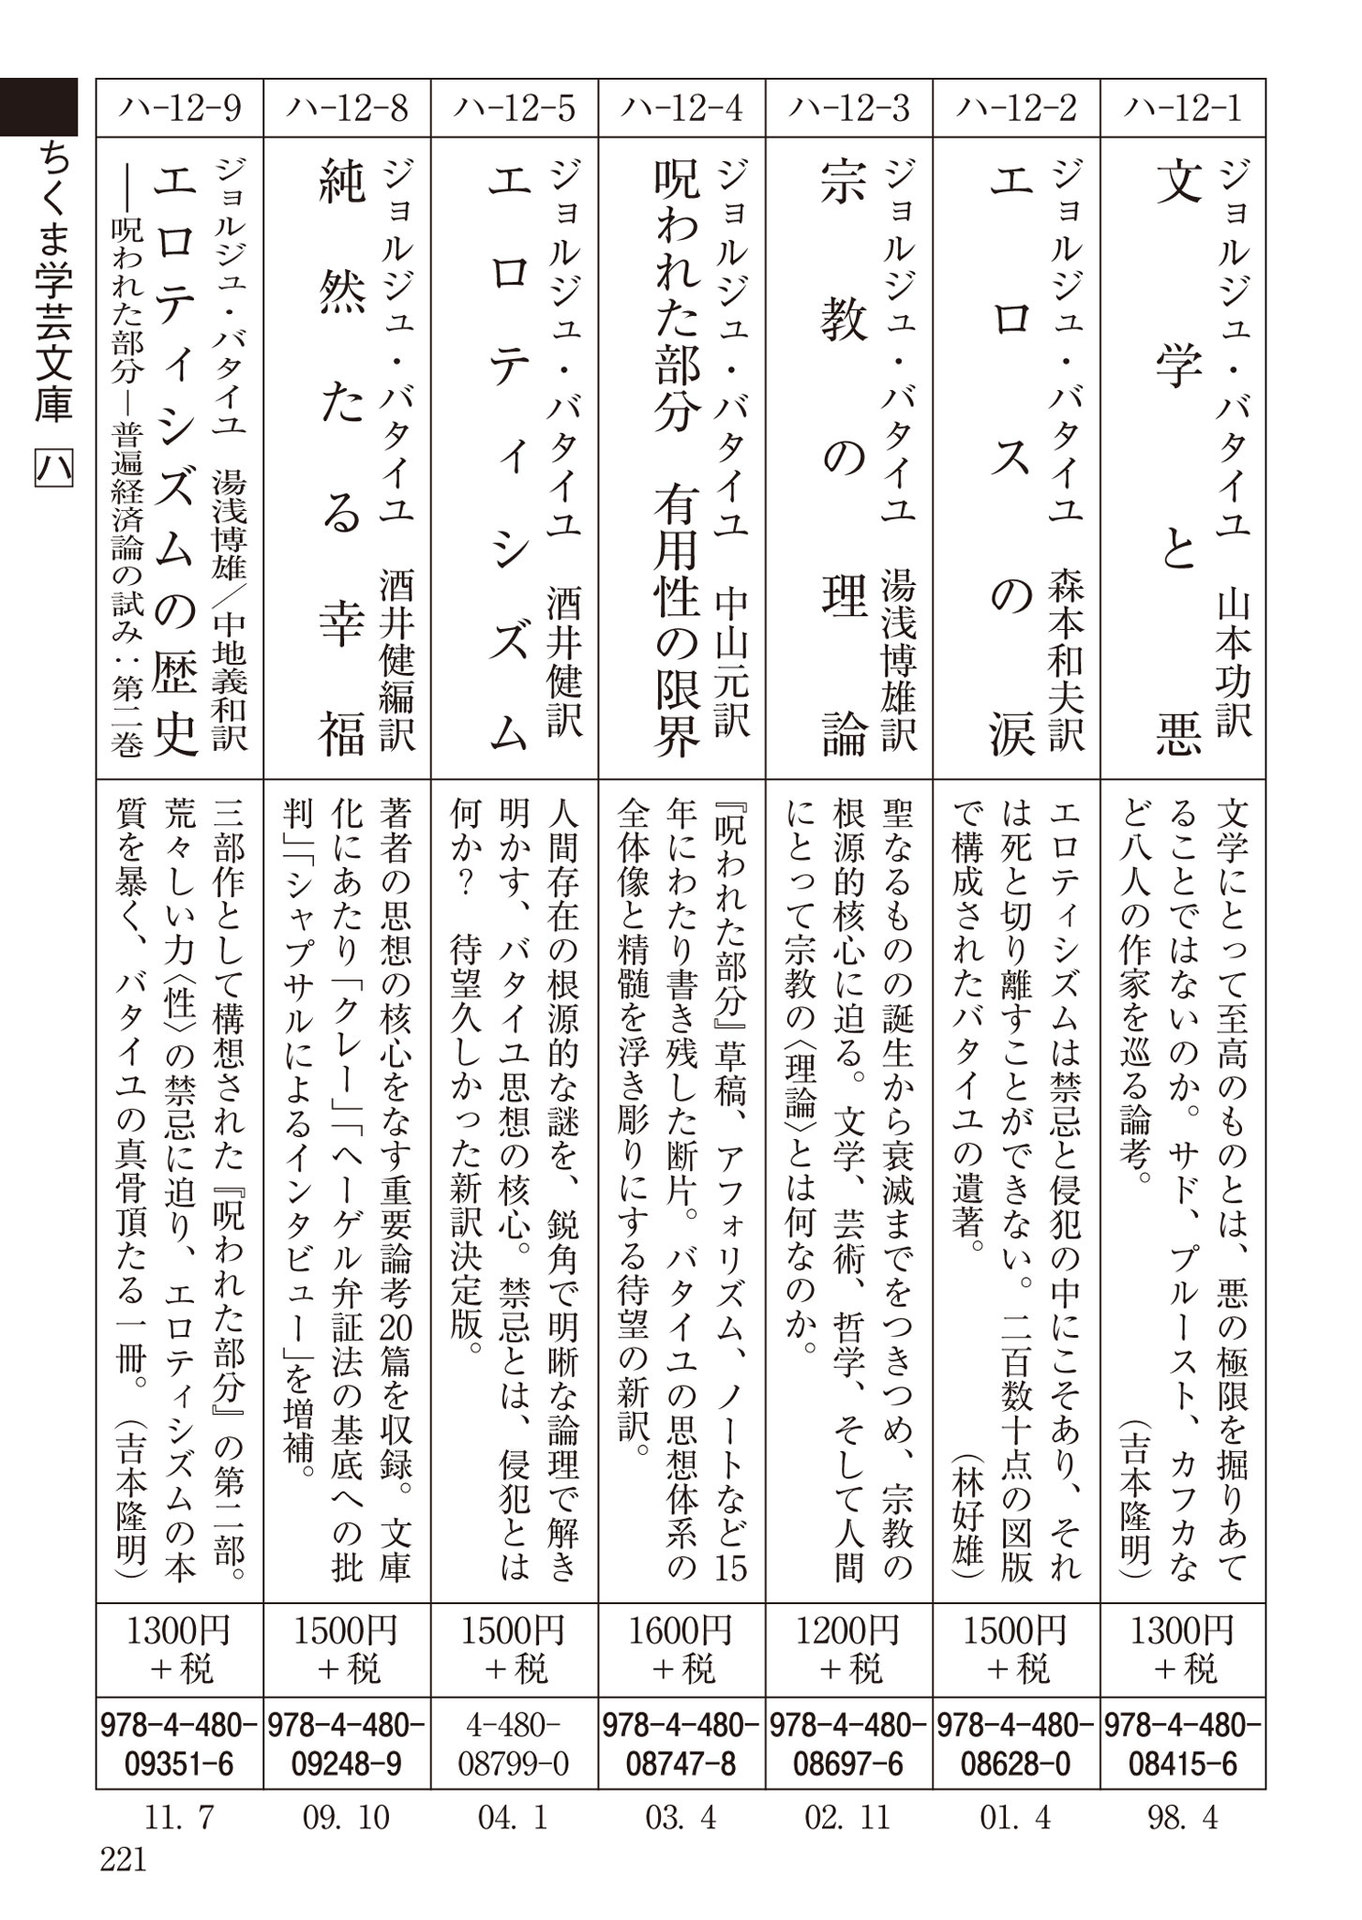 ハ-12-1
ジョルジュ・バタイユ　山本功訳
文学と悪
文学にとって至高のものとは、悪の極限を掘りあて
ることではないのか。サド、プルースト、カフカな
ど八人の作家を巡る論考。（吉本隆明）
1300円
+税
978-4-480-
08415-6
98. 4
ハ-12-2
ジョルジュ・バタイユ　森本和夫訳
エロスの涙
エロティシズムは禁忌と侵犯の中にこそあり、それ
は死と切り離すことができない。二百数十点の図版
で構成されたバタイユの遺著。（林好雄）
1500円
+税
978-4-480-
08628-0
01. 4
ハ-12-3
ジョルジュ・バタイユ　湯浅博雄訳
宗教の理論
聖なるものの誕生から衰滅までをつきつめ、宗教の
根源的核心に迫る。文学、芸術、哲学、そして人間
にとって宗教の〈理論〉とは何なのか。
1200円
+税
978-4-480-
08697-6
02. 11
ハ-12-4
ジョルジュ・バタイユ　中山元訳
呪われた部分　有用性の限界
『呪われた部分』草稿、アフォリズム、ノートなど15
年にわたり書き残した断片。バタイユの思想体系の
全体像と精髄を浮き彫りにする待望の新訳。
1600円
+税
978-4-480-
08747-8
03. 4
ハ-12-5
ジョルジュ・バタイユ　酒井健訳
エロティシズム
人間存在の根源的な謎を、鋭角で明晰な論理で解き
明かす、バタイユ思想の核心。禁忌とは、侵犯とは
何か？　待望久しかった新訳決定版。
1500円
+税
4-480-
08799-0
04. 1
ハ-12-8
ジョルジュ・バタイユ　酒井健編訳
純然たる幸福
著者の思想の核心をなす重要論考20篇を収録。文庫
化にあたり「クレー」「ヘーゲル弁証法の基底への批
判」「シャプサルによるインタビュー」を増補。
1500円
+税
978-4-480-
09248-9
09. 10
ハ-12-9
ジョルジュ・バタイユ　湯浅博雄／中地義和訳
エロティシズムの歴史
――呪われた部分―普遍経済論の試み：第二巻
三部作として構想された『呪われた部分』の第二部。
荒々しい力〈性〉の禁忌に迫り、エロティシズムの本
質を暴く、バタイユの真骨頂たる一冊。（吉本隆明）
1300円
+税
978-4-480-
09351-6
11. 7
ちくま学芸文庫 ハ
221